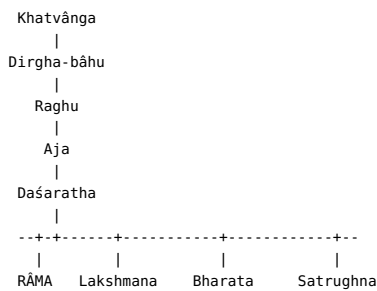 Khatvânga
|
Dirgha-bâhu
|
Raghu
|
Aja
|
Daśaratha
|
--+-+------+-----------+------------+--
| | | |
RÂMA Lakshmana Bharata Satrughna